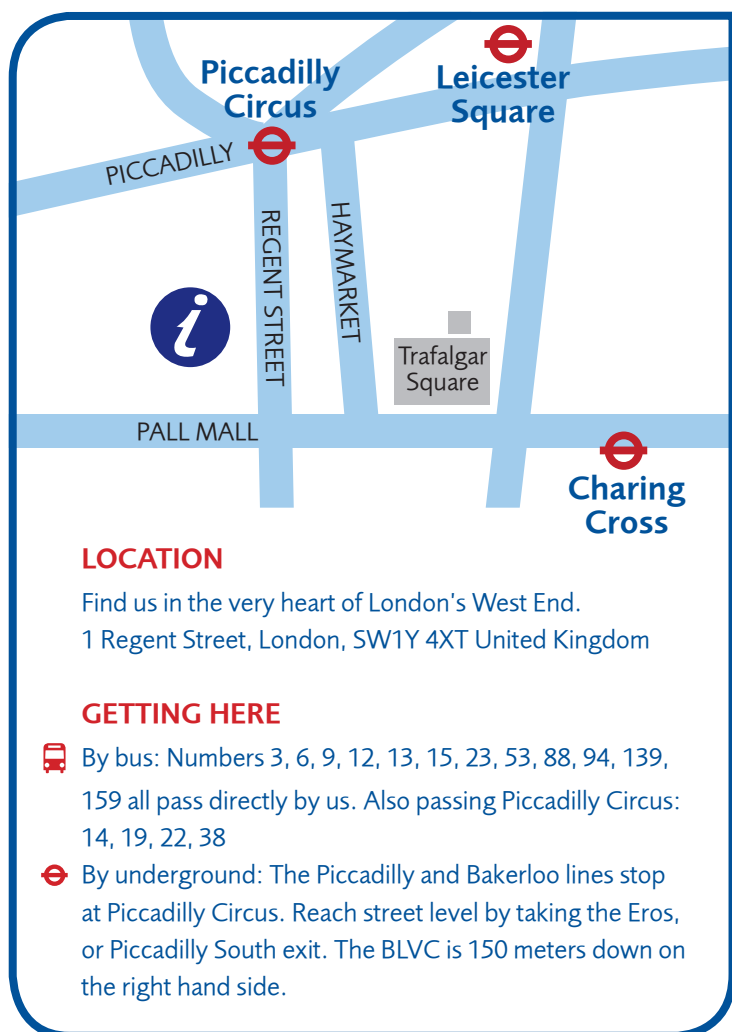 Piccadilly
Circus
Leicester
Square
PICCADILLY
REGENT STREET
HAYMARKET
i
Trafalgar
Square
PALL MALL
Charing
Cross
LOCATION
Find us in the very heart of London's West End.
1 Regent Street, London, SW1Y 4XT United Kingdom
GETTING HERE
By bus: Numbers 3, 6, 9, 12, 13, 15, 23, 53, 88, 94, 139,
159 all pass directly by us. Also passing Piccadilly Circus:
14, 19, 22, 38
By underground: The Piccadilly and Bakerloo lines stop
at Piccadilly Circus. Reach street level by taking the Eros,
or Piccadilly South exit. The BLVC is 150 meters down on
the right hand side.